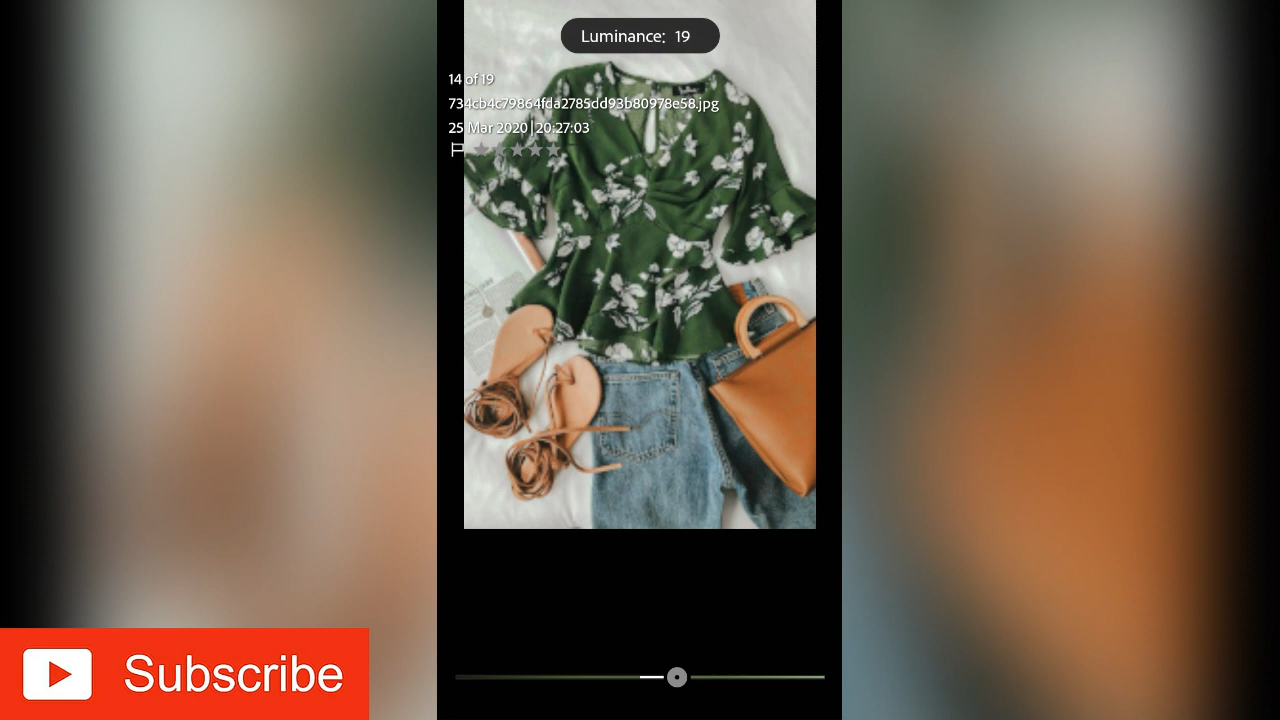 Luminance: 19
14 of 19
734cb4c79864fda2785dd93b80978e58.jpg
25 Mar 2020 | 20:27:03
Subscribe